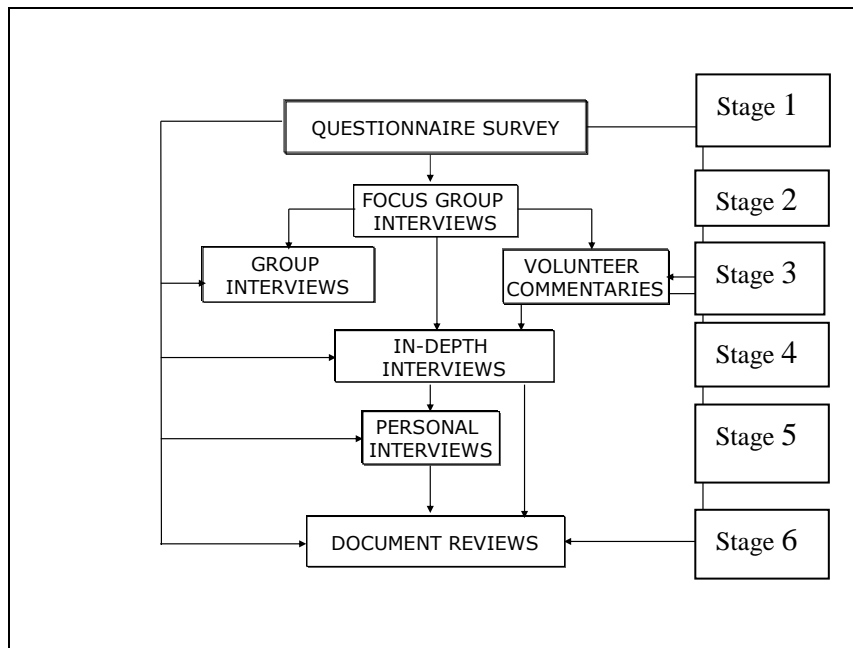 QUESTIONNAIRE SURVEY
Stage 1
FOCUS GROUP
INTERVIEWS
Stage 2
GROUP
INTERVIEWS
VOLUNTEER
COMMENTARIES
Stage 3
IN-DEPTH
INTERVIEWS
Stage 4
PERSONAL
INTERVIEWS
Stage 5
DOCUMENT REVIEWS
Stage 6